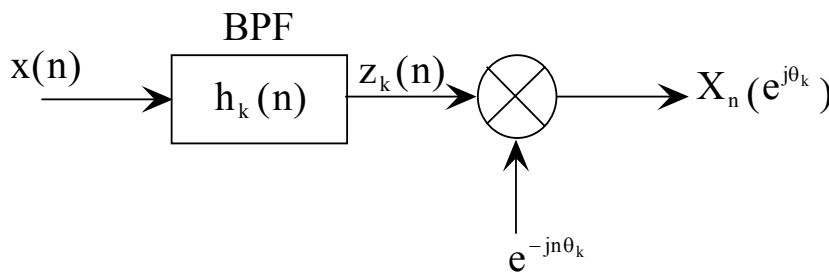 BPF
x(n)
h_k(n)
z_k(n)
X_n(e^{jθ_k})
e^{-jnθ_k}